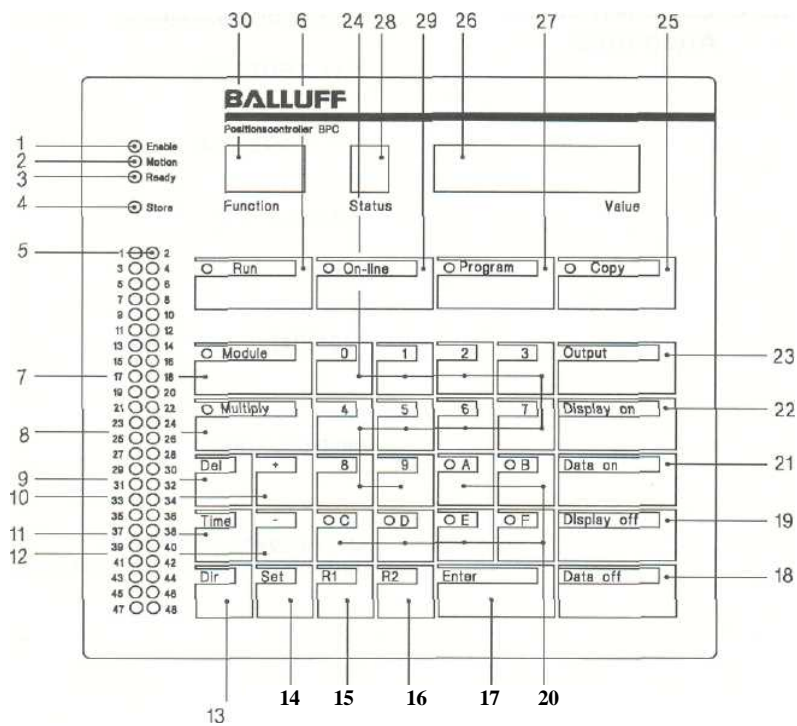 30 6 24 28 29 26 27 25
BALLUFF
Positionscontroller BPC
1 Enable
2 Motion
3 Ready
4 Store
Function Status Value
5 1 2
3 4
5 6
7 8
9 10
11 12
13 14
15 16
17 18
19 20
21 22
23 24
25 26
27 28
29 30
31 32
33 34
35 36
37 38
39 40
41 42
43 44
45 46
47 48
Run On-line Program Copy
7 Module 0 1 2 3 Output 23
8 Multiply 4 5 6 7 Display on 22
9 Del + 8 9 A B Data on 21
10
11 Time - C D E F Display off 19
12
Dir Set R1 R2 Enter Data off 18
13 14 15 16 17 20